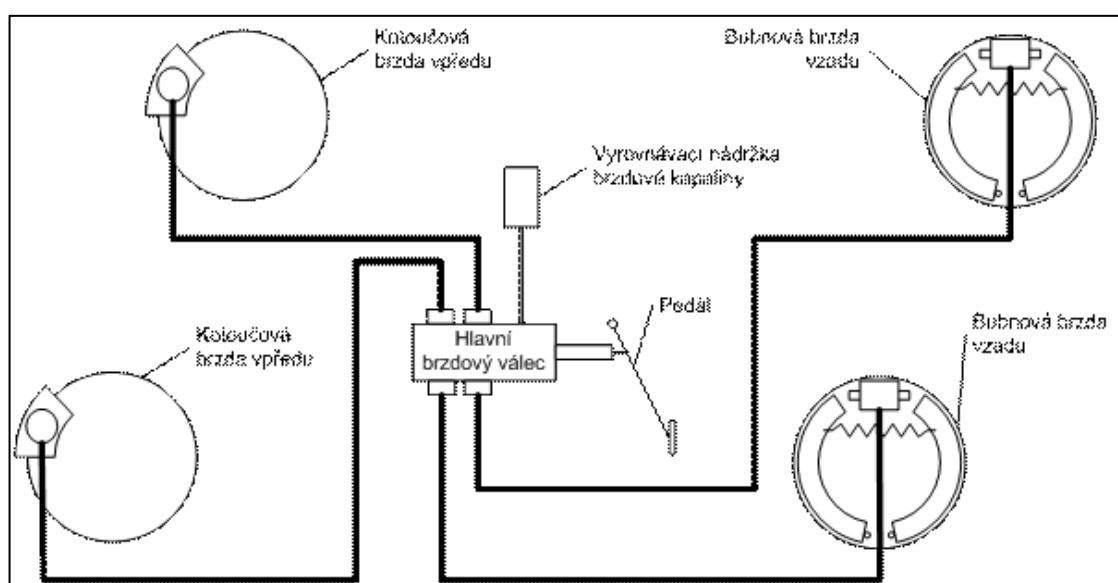 Kotoučová
brzda vpředu
Bubnová brzda
vzadu
Vyrovnávací nádržka
brzdové kapaliny
Pedál
Hlavní
brzdový válec
Kotoučová
brzda vpředu
Bubnová brzda
vzadu